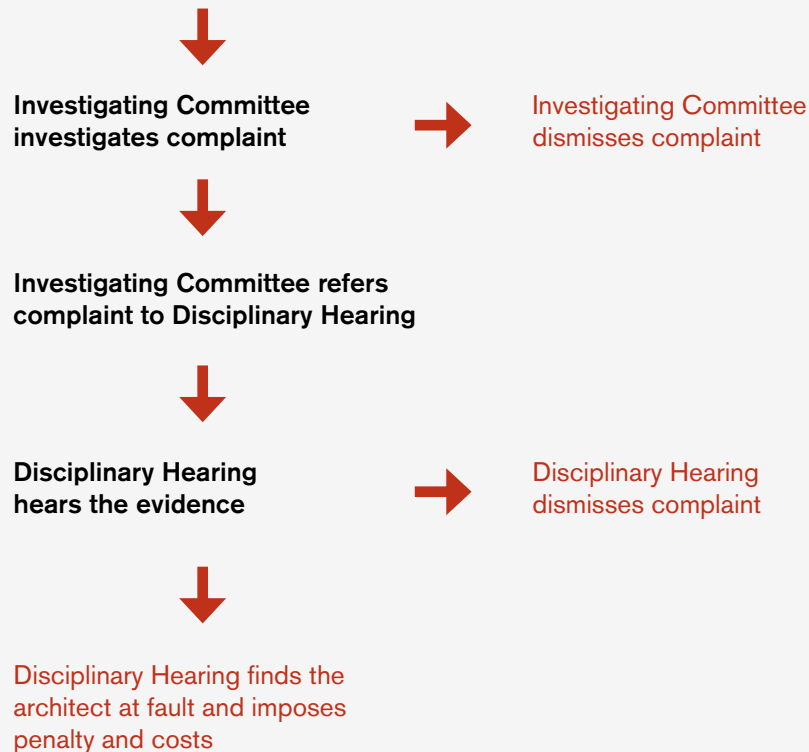 Investigating Committee
investigates complaint
Investigating Committee
dismisses complaint
Investigating Committee refers
complaint to Disciplinary Hearing
Disciplinary Hearing
hears the evidence
Disciplinary Hearing
dismisses complaint
Disciplinary Hearing finds the
architect at fault and imposes
penalty and costs